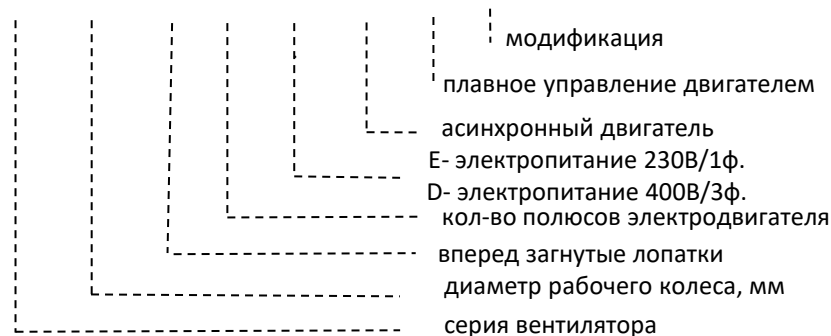 модификация
плавное управление двигателем
асинхронный двигатель
E- электропитание 230В/1ф.
D- электропитание 400В/3ф.
кол-во полюсов электродвигателя
вперед загнутые лопатки
диаметр рабочего колеса, мм
серия вентилятора